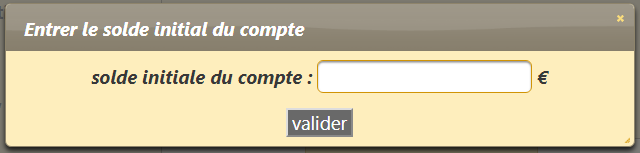 Entrer le solde initial du compte
solde initiale du compte : €
valider